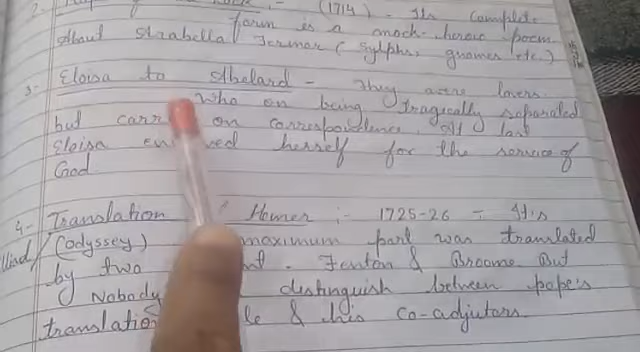 2. of Lock :- (1714) - Its complete
form is a mock-heroic poem
About Arabella Fermor (Sylphs, gnomes etc.)
3- Eloisa to Abelard - They were lovers
who on being Tragically separated
but carr on correspondence. At last
Eloisa herself for the service of
God
4- Translation Homer :- 1725-26 - It's
Iliad/ (Odyssey) maximum part was translated
by two . Fenton & Broome But
Nobody distinguish between pope's
translation & his co-adjutors.